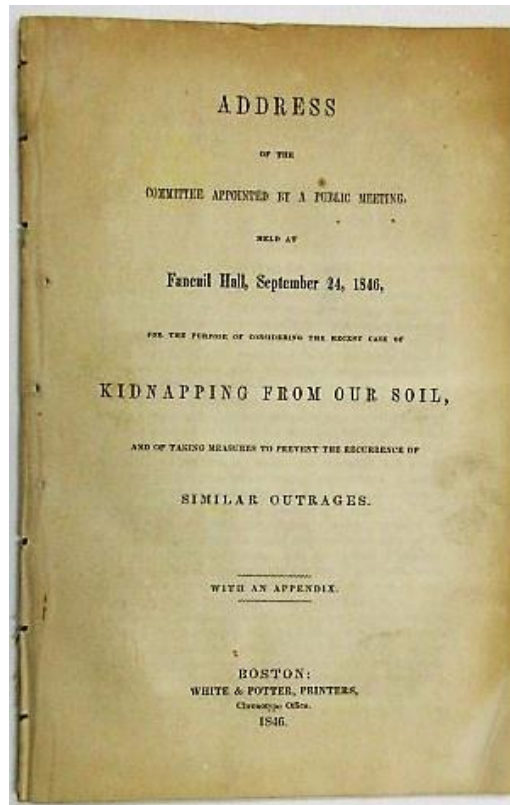 ADDRESS
OF THE
COMMITTEE APPOINTED BY A PUBLIC MEETING,
HELD AT
Faneuil Hall, September 24, 1846,
FOR THE PURPOSE OF CONSIDERING THE RECENT CASE OF
KIDNAPPING FROM OUR SOIL,
AND OF TAKING MEASURES TO PREVENT THE RECURRENCE OF
SIMILAR OUTRAGES.
WITH AN APPENDIX.
BOSTON:
WHITE & POTTER, PRINTERS,
Chronotype Office.
1846.